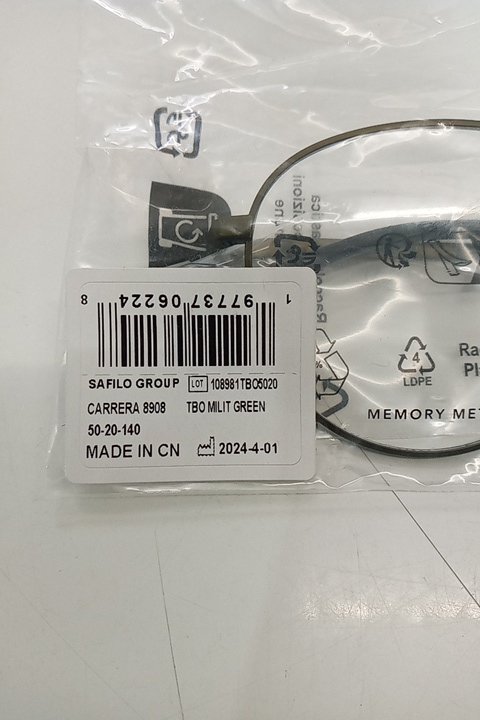 1 97737 06224 8
SAFILO GROUP LOT 108981TBO5020
CARRERA 8908 TBO MILIT GREEN
50-20-140
MADE IN CN 2024-4-01
4
LDPE
MEMORY